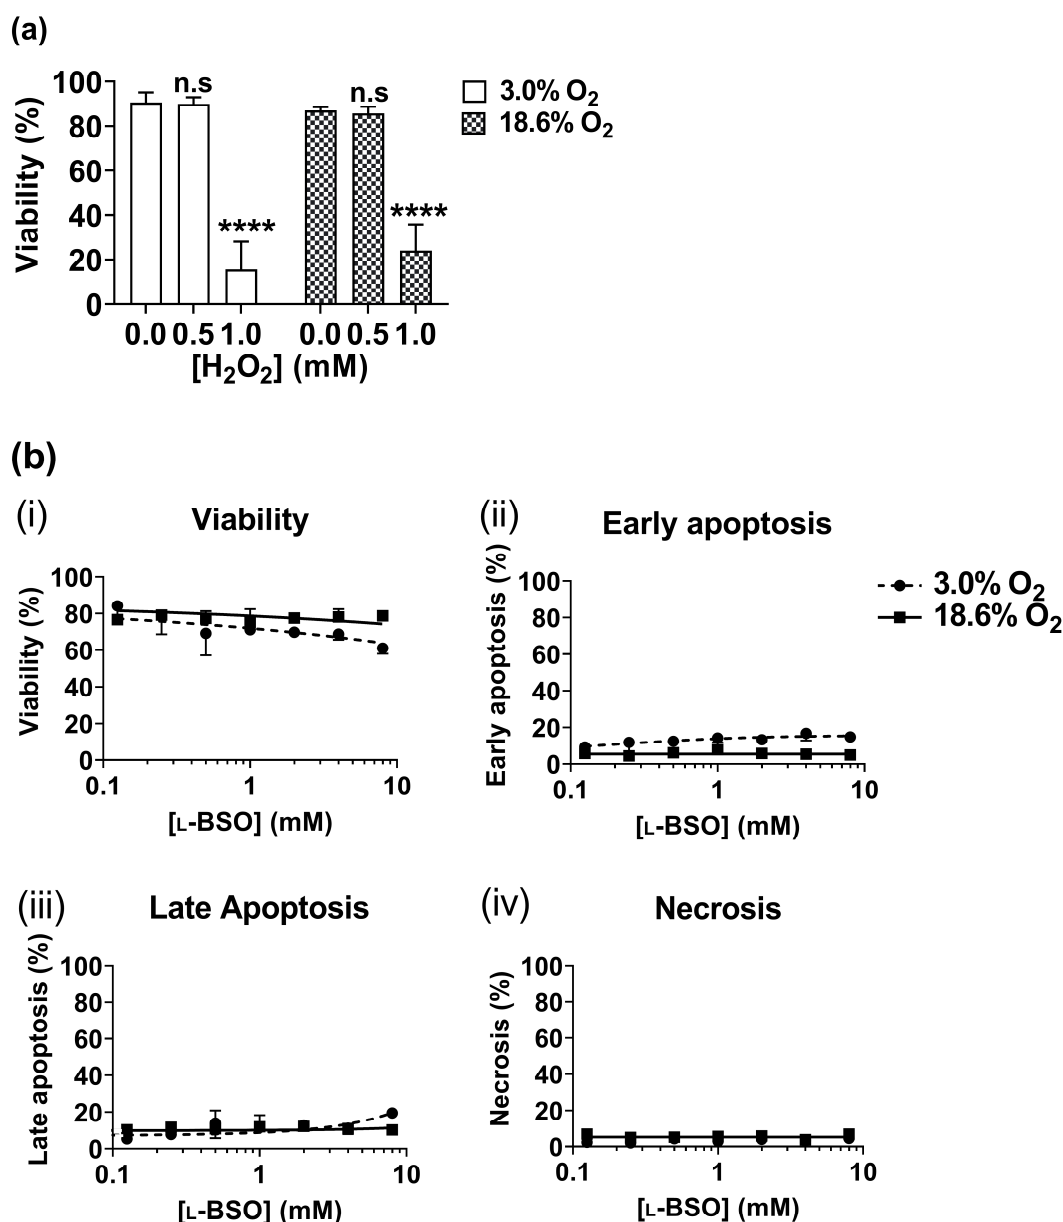 (a)
100
80
60
40
20
0
Viability (%)
n.s
****
n.s
****
3.0% O₂
18.6% O₂
0.0 0.5 1.0 0.0 0.5 1.0
[H₂O₂] (mM)
(b)
(i)
Viability
100
80
60
40
20
0
Viability (%)
0.1 1 10
[L-BSO] (mM)
(ii)
Early apoptosis
100
80
60
40
20
0
Early apoptosis (%)
0.1 1 10
[L-BSO] (mM)
3.0% O₂
18.6% O₂
(iii)
Late Apoptosis
100
80
60
40
20
0
Late apoptosis (%)
0.1 1 10
[L-BSO] (mM)
(iv)
Necrosis
100
80
60
40
20
0
Necrosis (%)
0.1 1 10
[L-BSO] (mM)